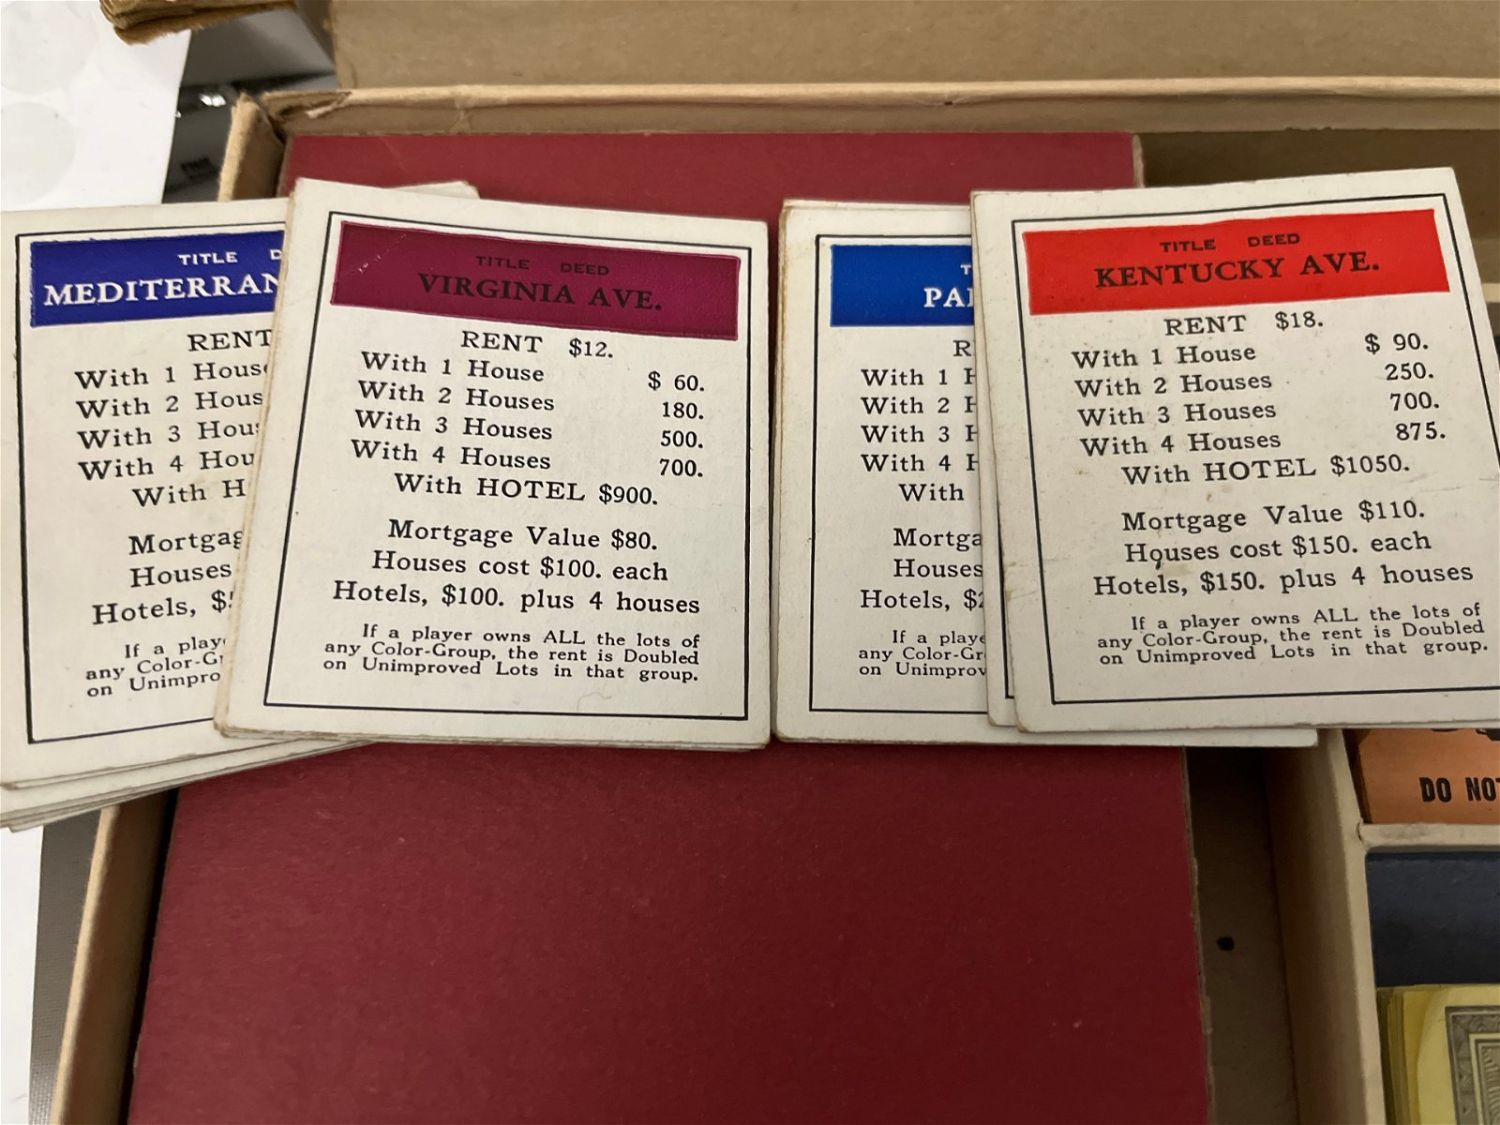 TITLE D
MEDITERRAN
RENT
With 1 Hous
With 2 Hous
With 3 Hou
With 4 Hou
With H
Mortgag
Houses
Hotels, $
If a play
any Color-G
on Unimpro
TITLE DEED
VIRGINIA AVE.
RENT $12.
With 1 House $ 60.
With 2 Houses 180.
With 3 Houses 500.
With 4 Houses 700.
With HOTEL $900.
Mortgage Value $80.
Houses cost $100. each
Hotels, $100. plus 4 houses
If a player owns ALL the lots of
any Color-Group, the rent is Doubled
on Unimproved Lots in that group.
T
PA
R
With 1 H
With 2 H
With 3 H
With 4 H
With
Mortga
Houses
Hotels, $
If a playe
any Color-Gr
on Unimprov
TITLE DEED
KENTUCKY AVE.
RENT $18.
With 1 House $ 90.
With 2 Houses 250.
With 3 Houses 700.
With 4 Houses 875.
With HOTEL $1050.
Mortgage Value $110.
Houses cost $150. each
Hotels, $150. plus 4 houses
If a player owns ALL the lots of
any Color-Group, the rent is Doubled
on Unimproved Lots in that group.
DO NOT